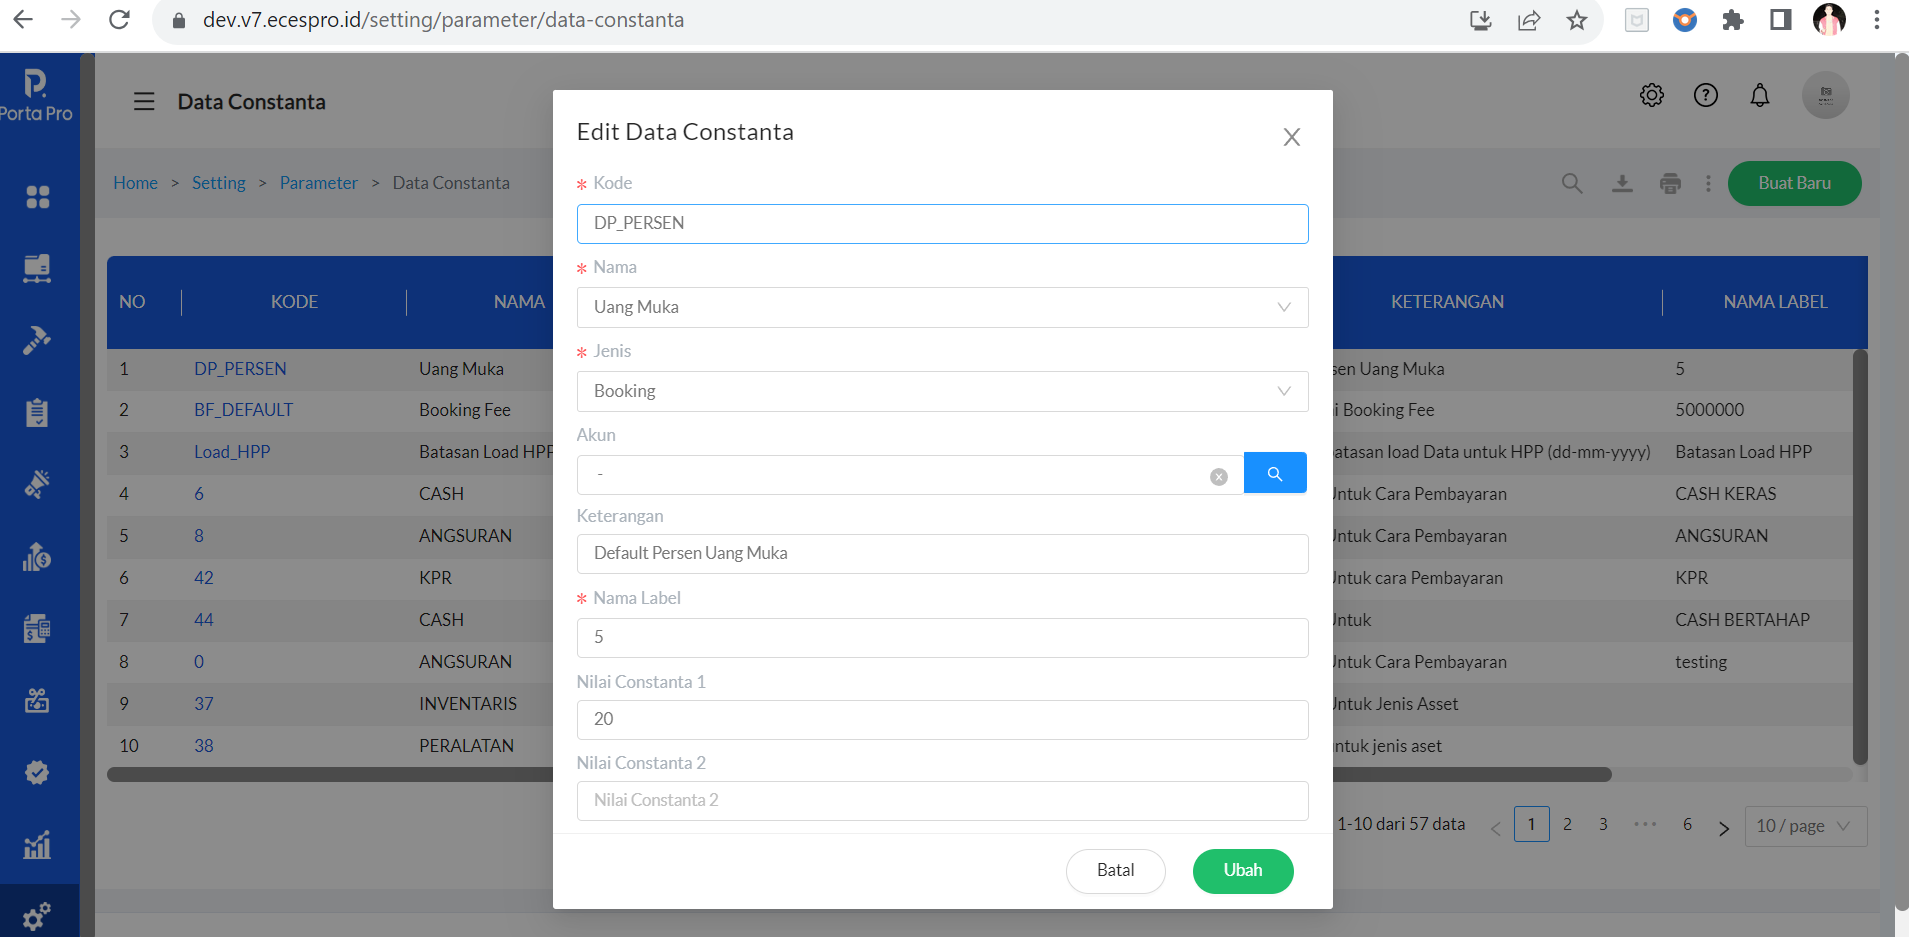 dev.v7.ecespro.id/setting/parameter/data-constanta
Porta Pro
Data Constanta
Home > Setting > Parameter > Data Constanta
Buat Baru
NO KODE NAMA KETERANGAN NAMA LABEL
1 DP_PERSEN Uang Muka sen Uang Muka 5
2 BF_DEFAULT Booking Fee i Booking Fee 5000000
3 Load_HPP Batasan Load HPP atasan load Data untuk HPP (dd-mm-yyyy) Batasan Load HPP
4 6 CASH Untuk Cara Pembayaran CASH KERAS
5 8 ANGSURAN Untuk Cara Pembayaran ANGSURAN
6 42 KPR Untuk cara Pembayaran KPR
7 44 CASH Untuk CASH BERTAHAP
8 0 ANGSURAN Untuk Cara Pembayaran testing
9 37 INVENTARIS Untuk Jenis Asset
10 38 PERALATAN untuk jenis aset
1-10 dari 57 data 1 2 3 ••• 6 10 / page
Edit Data Constanta
* Kode
DP_PERSEN
* Nama
Uang Muka
* Jenis
Booking
Akun
-
Keterangan
Default Persen Uang Muka
* Nama Label
5
Nilai Constanta 1
20
Nilai Constanta 2
Nilai Constanta 2
Batal Ubah